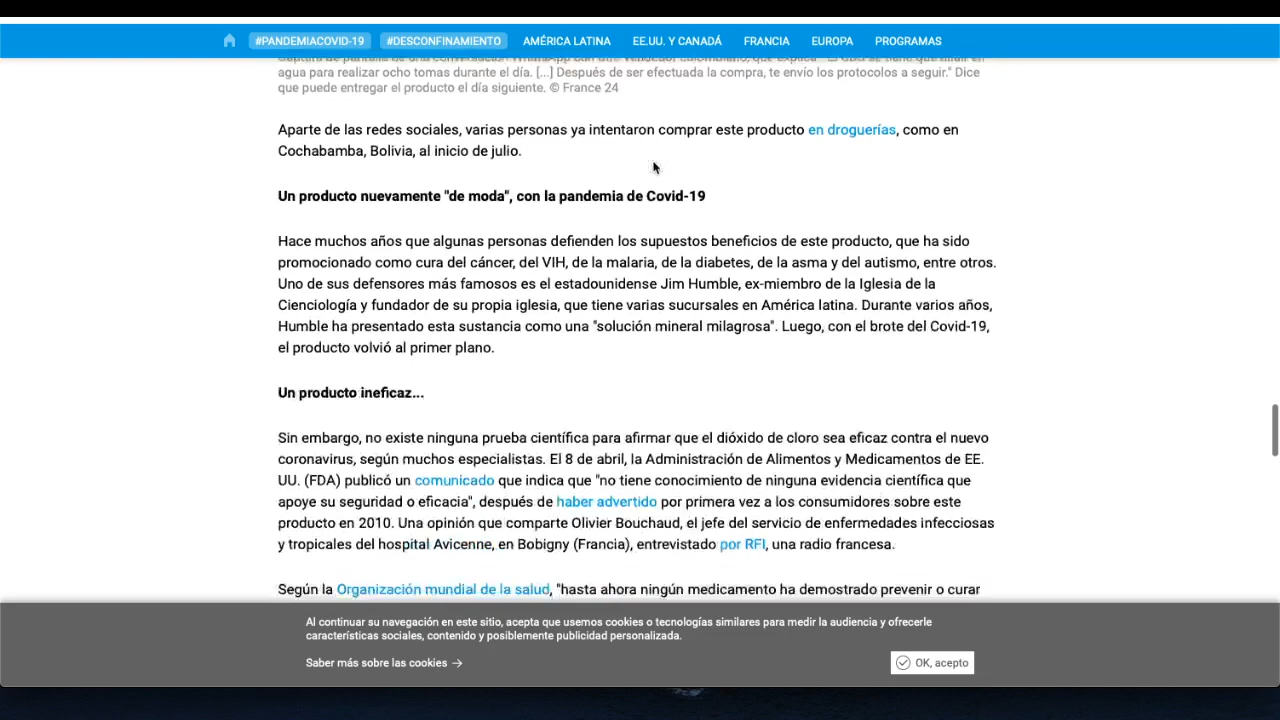 #PANDEMIACOVID-19 #DESCONFINAMIENTO AMÉRICA LATINA EE.UU. Y CANADÁ FRANCIA EUROPA PROGRAMAS
agua para realizar ocho tomas durante el día. [...] Después de ser efectuada la compra, te envío los protocolos a seguir." Dice
que puede entregar el producto el día siguiente. © France 24
Aparte de las redes sociales, varias personas ya intentaron comprar este producto en droguerías, como en
Cochabamba, Bolivia, al inicio de julio.
Un producto nuevamente "de moda", con la pandemia de Covid-19
Hace muchos años que algunas personas defienden los supuestos beneficios de este producto, que ha sido
promocionado como cura del cáncer, del VIH, de la malaria, de la diabetes, de la asma y del autismo, entre otros.
Uno de sus defensores más famosos es el estadounidense Jim Humble, ex-miembro de la Iglesia de la
Cienciología y fundador de su propia iglesia, que tiene varias sucursales en América latina. Durante varios años,
Humble ha presentado esta sustancia como una "solución mineral milagrosa". Luego, con el brote del Covid-19,
el producto volvió al primer plano.
Un producto ineficaz...
Sin embargo, no existe ninguna prueba científica para afirmar que el dióxido de cloro sea eficaz contra el nuevo
coronavirus, según muchos especialistas. El 8 de abril, la Administración de Alimentos y Medicamentos de EE.
UU. (FDA) publicó un comunicado que indica que "no tiene conocimiento de ninguna evidencia científica que
apoye su seguridad o eficacia", después de haber advertido por primera vez a los consumidores sobre este
producto en 2010. Una opinión que comparte Olivier Bouchaud, el jefe del servicio de enfermedades infecciosas
y tropicales del hospital Avicenne, en Bobigny (Francia), entrevistado por RFI, una radio francesa.
Según la Organización mundial de la salud, "hasta ahora ningún medicamento ha demostrado prevenir o curar
Al continuar su navegación en este sitio, acepta que usemos cookies o tecnologías similares para medir la audiencia y ofrecerle
características sociales, contenido y posiblemente publicidad personalizada.
Saber más sobre las cookies →
OK, acepto